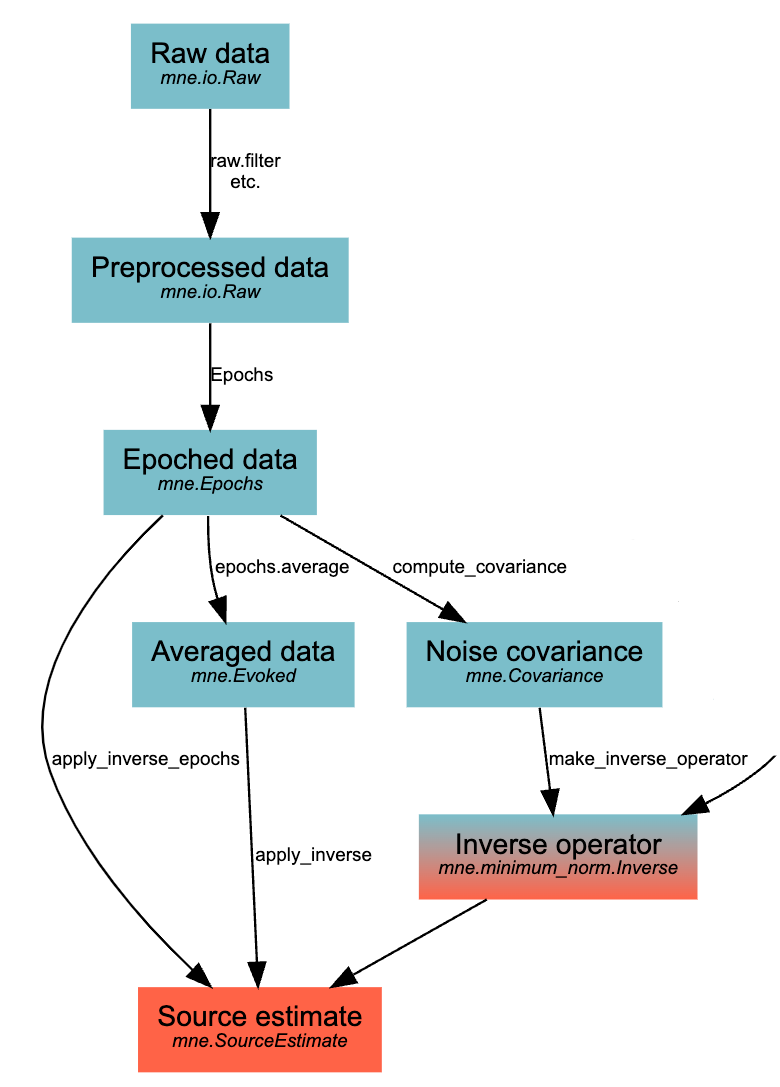 Raw data
mne.io.Raw
raw.filter
etc.
Preprocessed data
mne.io.Raw
Epochs
Epoched data
mne.Epochs
epochs.average
compute_covariance
Averaged data
mne.Evoked
Noise covariance
mne.Covariance
apply_inverse_epochs
make_inverse_operator
Inverse operator
mne.minimum_norm.Inverse
apply_inverse
Source estimate
mne.SourceEstimate